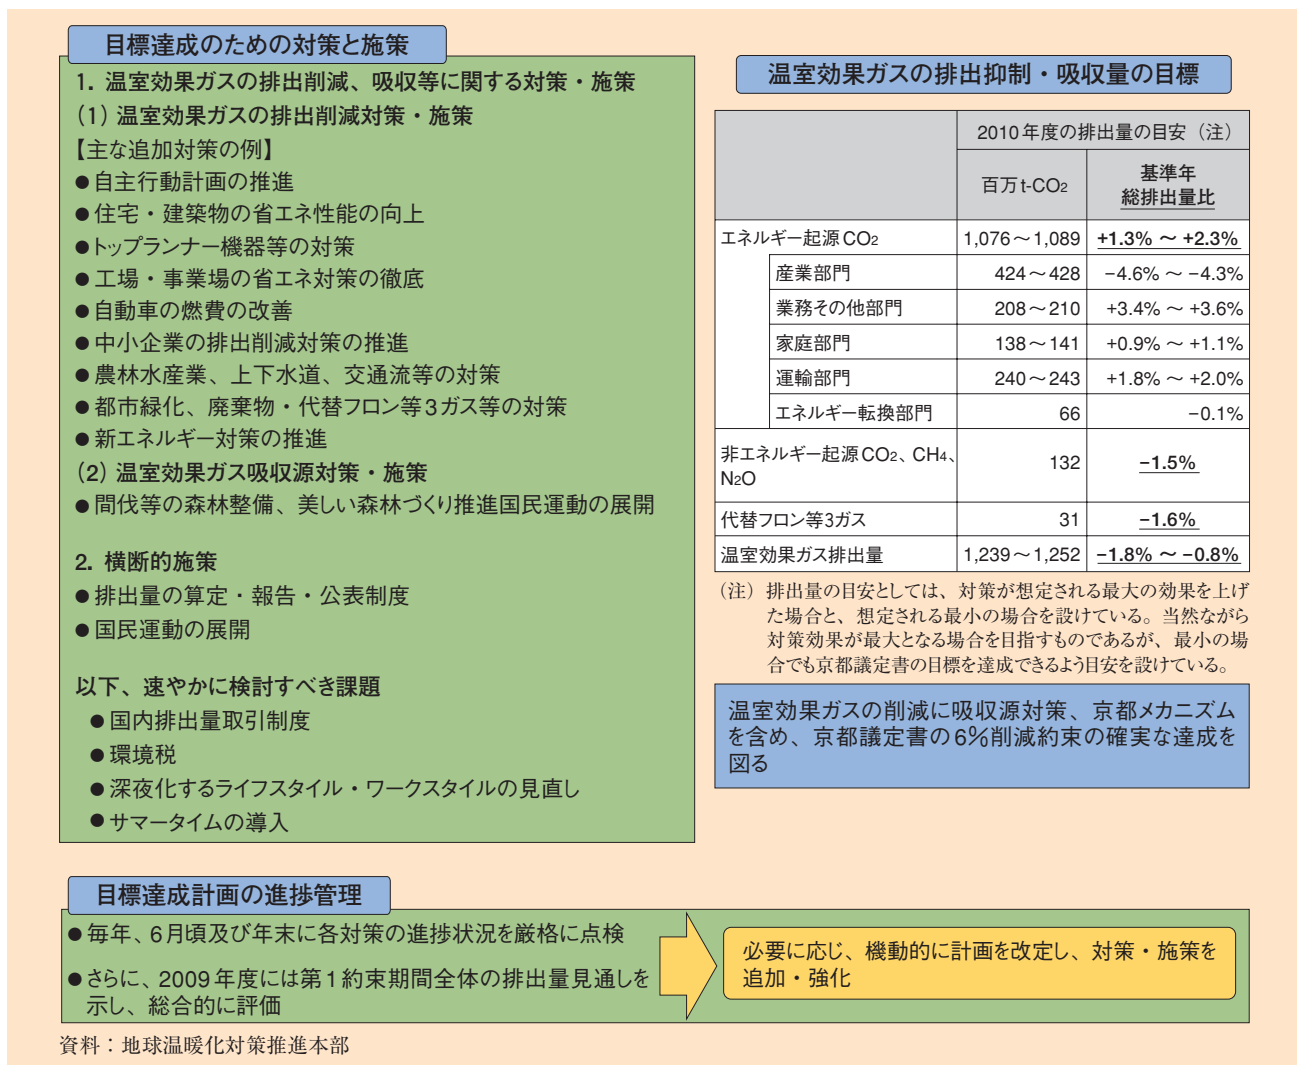 目標達成のための対策と施策
1. 温室効果ガスの排出削減、吸収等に関する対策・施策
(1) 温室効果ガスの排出削減対策・施策
【主な追加対策の例】
●自主行動計画の推進
●住宅・建築物の省エネ性能の向上
●トップランナー機器等の対策
●工場・事業場の省エネ対策の徹底
●自動車の燃費の改善
●中小企業の排出削減対策の推進
●農林水産業、上下水道、交通流等の対策
●都市緑化、廃棄物・代替フロン等3ガス等の対策
●新エネルギー対策の推進
(2) 温室効果ガス吸収源対策・施策
●間伐等の森林整備、美しい森林づくり推進国民運動の展開
2. 横断的施策
●排出量の算定・報告・公表制度
●国民運動の展開
以下、速やかに検討すべき課題
●国内排出量取引制度
●環境税
●深夜化するライフスタイル・ワークスタイルの見直し
●サマータイムの導入
温室効果ガスの排出抑制・吸収量の目標
2010年度の排出量の目安（注）
百万t-CO2
基準年
総排出量比
エネルギー起源CO2 1,076～1,089 +1.3% ～ +2.3%
産業部門 424～428 −4.6% ～ −4.3%
業務その他部門 208～210 +3.4% ～ +3.6%
家庭部門 138～141 +0.9% ～ +1.1%
運輸部門 240～243 +1.8% ～ +2.0%
エネルギー転換部門 66 −0.1%
非エネルギー起源CO2、CH4、
N2O 132 −1.5%
代替フロン等3ガス 31 −1.6%
温室効果ガス排出量 1,239～1,252 −1.8% ～ −0.8%
（注）排出量の目安としては、対策が想定される最大の効果を上げ
た場合と、想定される最小の場合を設けている。当然ながら
対策効果が最大となる場合を目指すものであるが、最小の場
合でも京都議定書の目標を達成できるよう目安を設けている。
温室効果ガスの削減に吸収源対策、京都メカニズム
を含め、京都議定書の6%削減約束の確実な達成を
図る
目標達成計画の進捗管理
●毎年、6月頃及び年末に各対策の進捗状況を厳格に点検
●さらに、2009年度には第1約束期間全体の排出量見通しを
示し、総合的に評価
必要に応じ、機動的に計画を改定し、対策・施策を
追加・強化
資料：地球温暖化対策推進本部